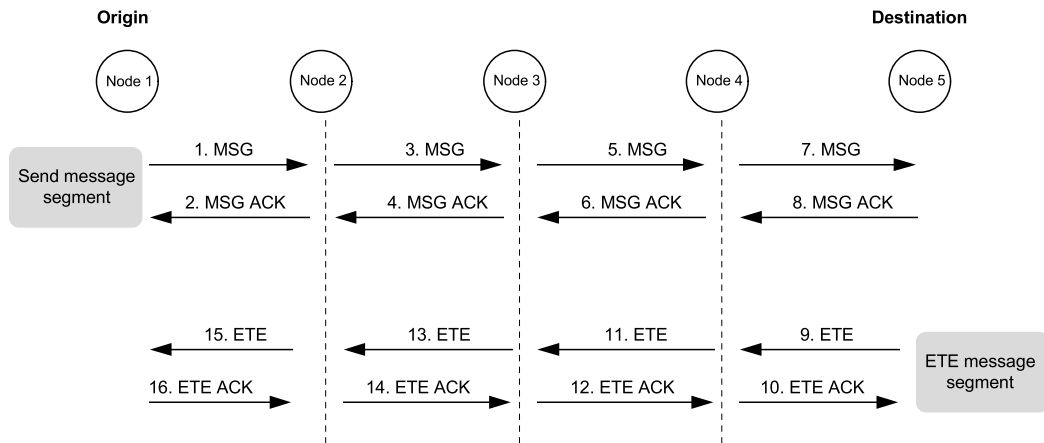 Origin
Destination
Node 1
Node 2
Node 3
Node 4
Node 5
Send message
segment
1. MSG
3. MSG
5. MSG
7. MSG
2. MSG ACK
4. MSG ACK
6. MSG ACK
8. MSG ACK
15. ETE
13. ETE
11. ETE
9. ETE
16. ETE ACK
14. ETE ACK
12. ETE ACK
10. ETE ACK
ETE message
segment